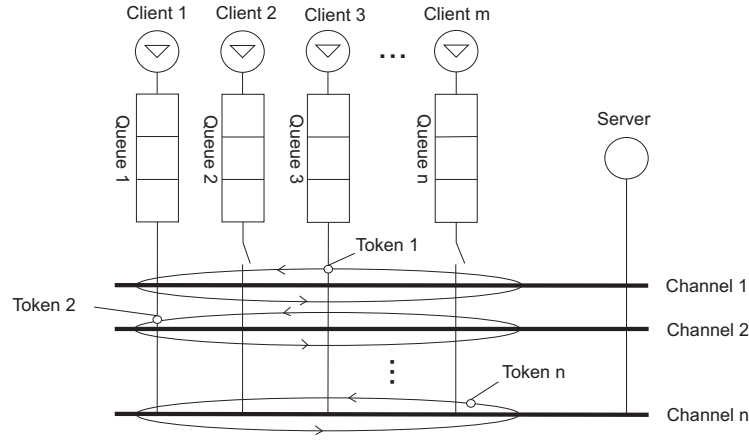 Client 1
Client 2
Client 3
...
Client m
Queue 1
Queue 2
Queue 3
Queue n
Server
Token 1
Channel 1
Token 2
Channel 2
...
Token n
Channel n